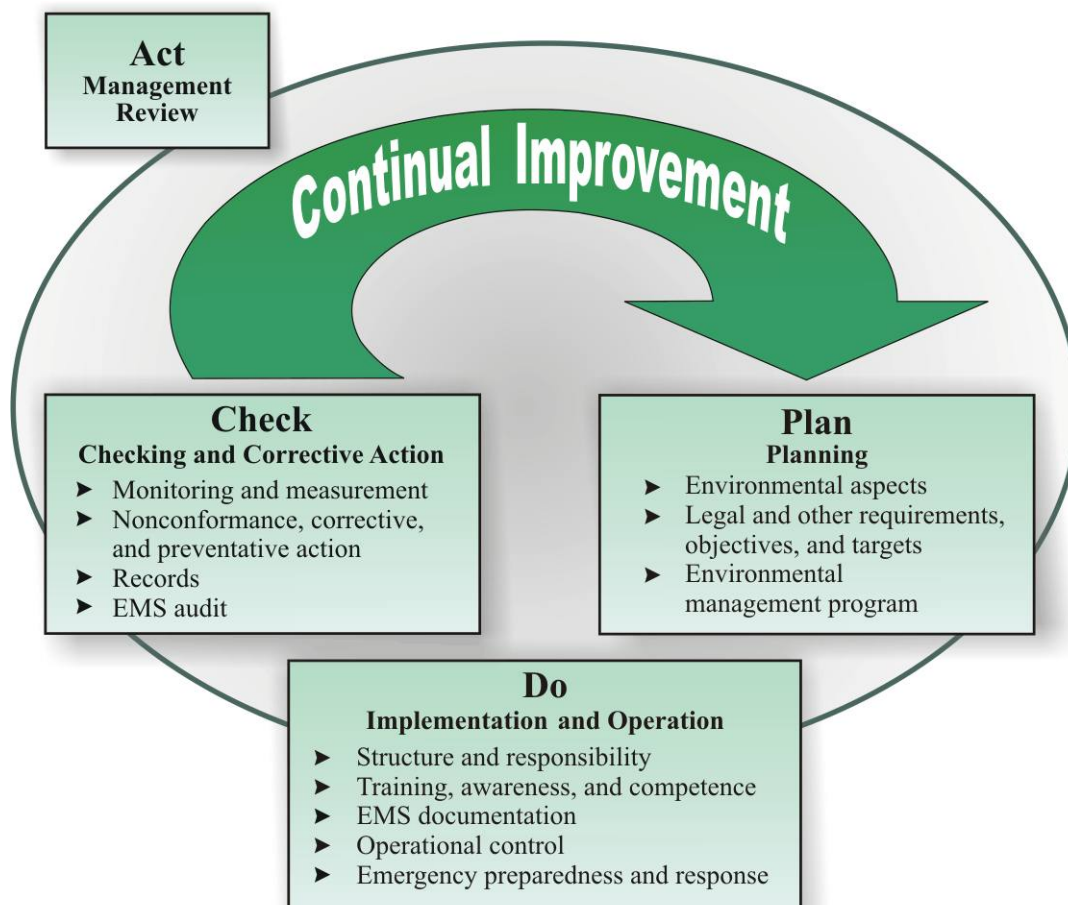 Act
Management
Review
Continual Improvement
Check
Checking and Corrective Action
➤ Monitoring and measurement
➤ Nonconformance, corrective,
and preventative action
➤ Records
➤ EMS audit
Plan
Planning
➤ Environmental aspects
➤ Legal and other requirements,
objectives, and targets
➤ Environmental
management program
Do
Implementation and Operation
➤ Structure and responsibility
➤ Training, awareness, and competence
➤ EMS documentation
➤ Operational control
➤ Emergency preparedness and response